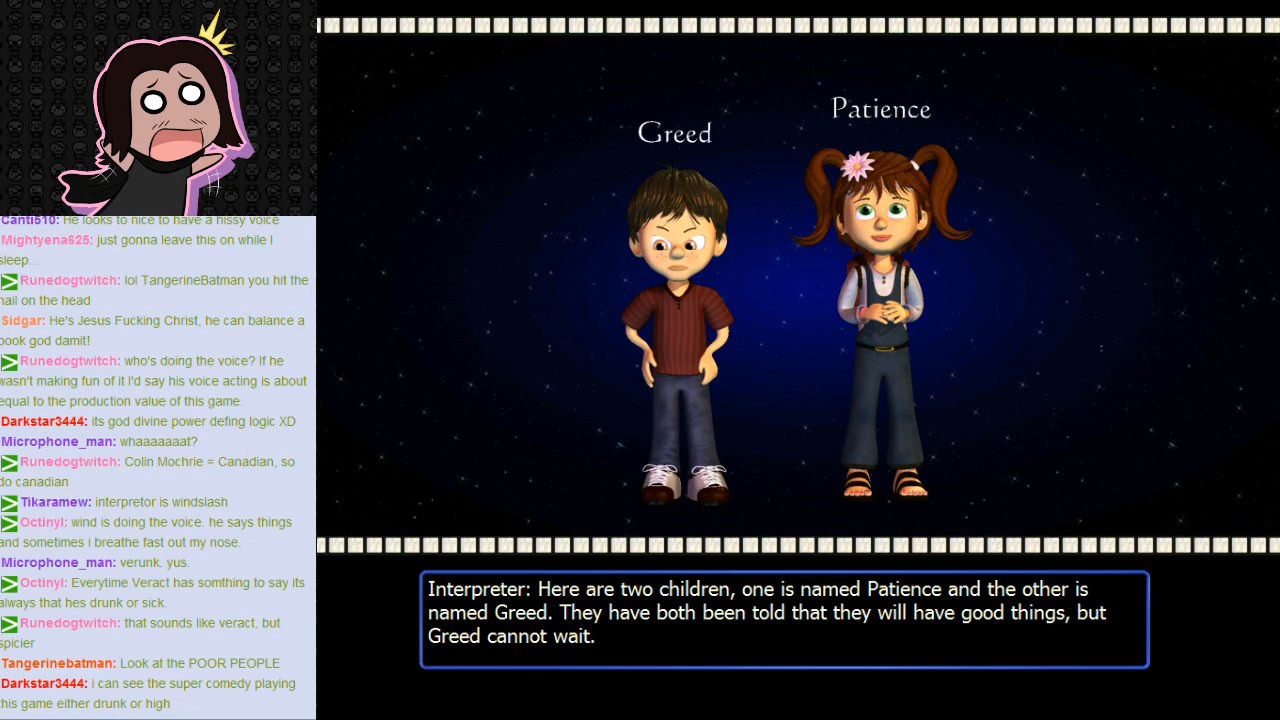 Canti510: He looks to nice to have a hissy voice
Mightyena625: just gonna leave this on while I
sleep...
Runedogtwitch: lol TangerineBatman you hit the
nail on the head
Sidgar: He's Jesus Fucking Christ, he can balance a
book god damit!
Runedogtwitch: who's doing the voice? If he
wasn't making fun of it I'd say his voice acting is about
equal to the production value of this game.
Darkstar3444: its god divine power defing logic XD
Microphone_man: whaaaaaaat?
Runedogtwitch: Colin Mochrie = Canadian, so
do canadian
Tikaramew: interpretor is windslash
Octinyl: wind is doing the voice. he says things
and sometimes i breathe fast out my nose.
Microphone_man: verunk. yus.
Octinyl: Everytime Veract has somthing to say its
always that hes drunk or sick.
Runedogtwitch: that sounds like veract, but
spicier
Tangerinebatman: Look at the POOR PEOPLE
Darkstar3444: i can see the super comedy playing
this game either drunk or high
Greed
Patience
Interpreter: Here are two children, one is named Patience and the other is
named Greed. They have both been told that they will have good things, but
Greed cannot wait.